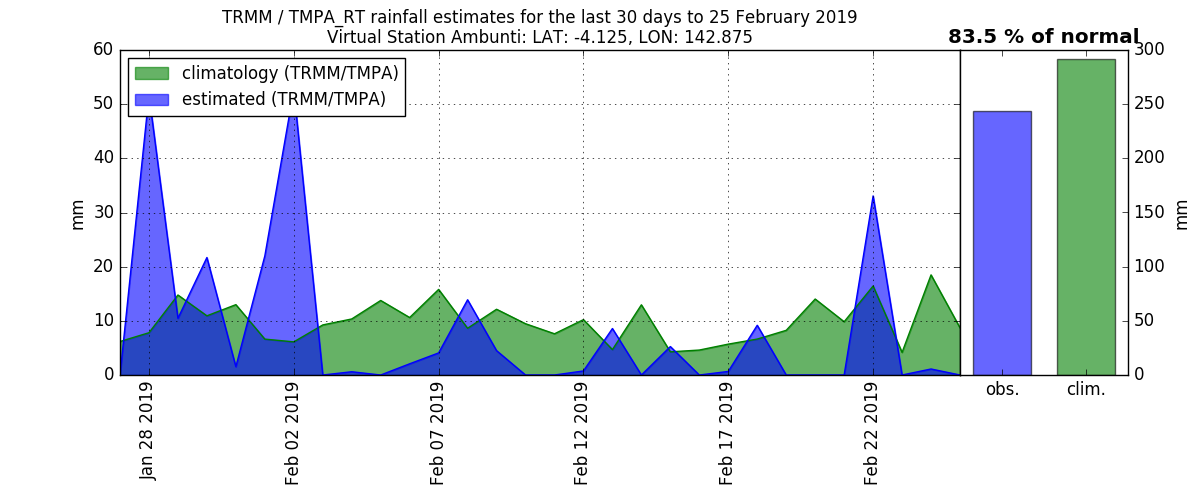 TRMM / TMPA_RT rainfall estimates for the last 30 days to 25 February 2019
Virtual Station Ambunti: LAT: -4.125, LON: 142.875
83.5 % of normal
climatology (TRMM/TMPA)
estimated (TRMM/TMPA)
60
50
40
30
20
10
0
mm
300
250
200
150
100
50
0
mm
Jan 28 2019
Feb 02 2019
Feb 07 2019
Feb 12 2019
Feb 17 2019
Feb 22 2019
obs.
clim.